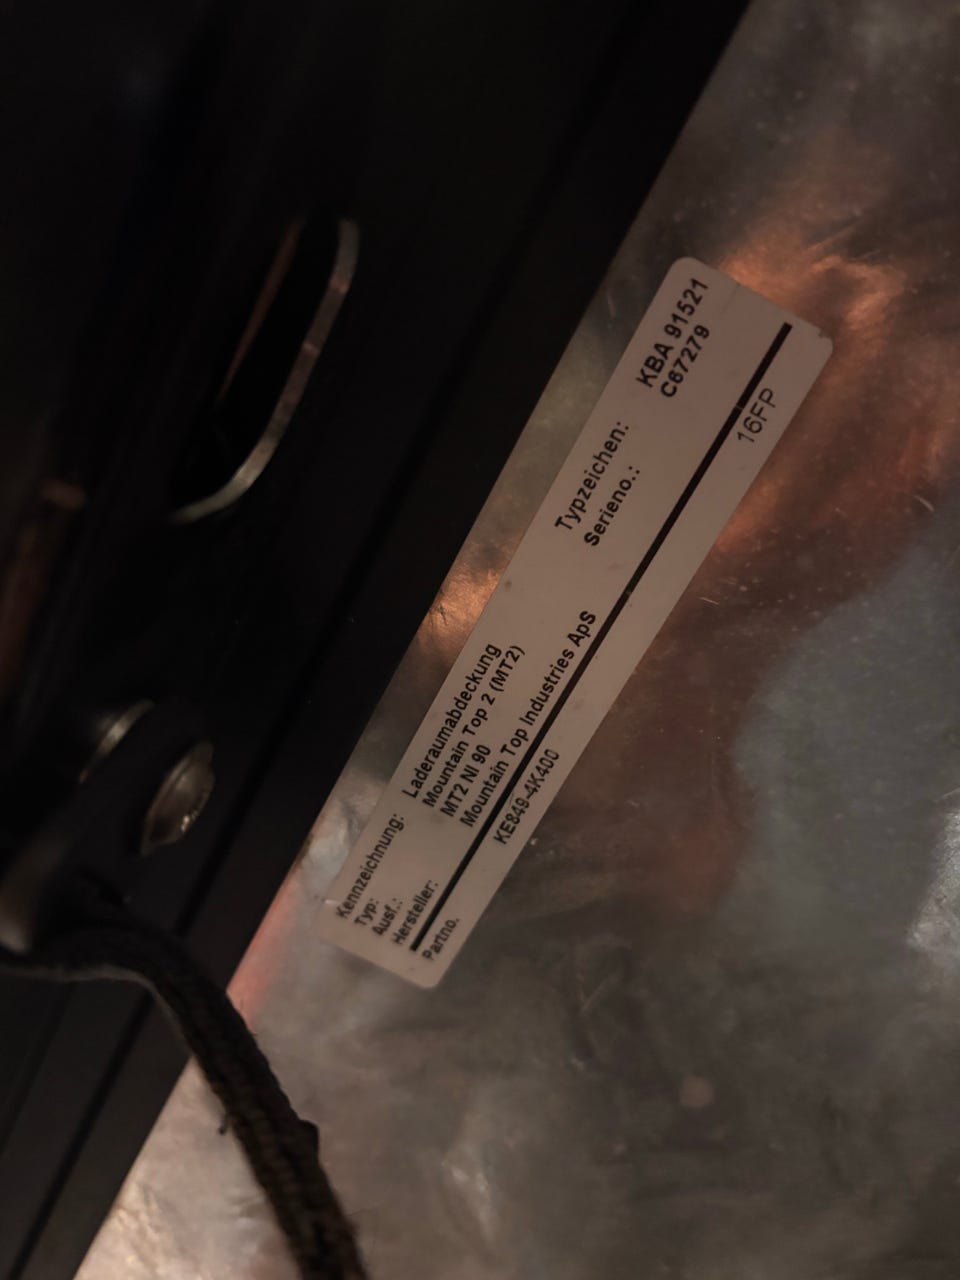 Kennzeichnung: Laderaumabdeckung Typzeichen: KBA 91521
Typ: Mountain Top 2 (MT2) Serieno.: C67279
Ausf.: MT2 NI 90
Hersteller: Mountain Top Industries ApS
Partno. KE849-4K400 16FP